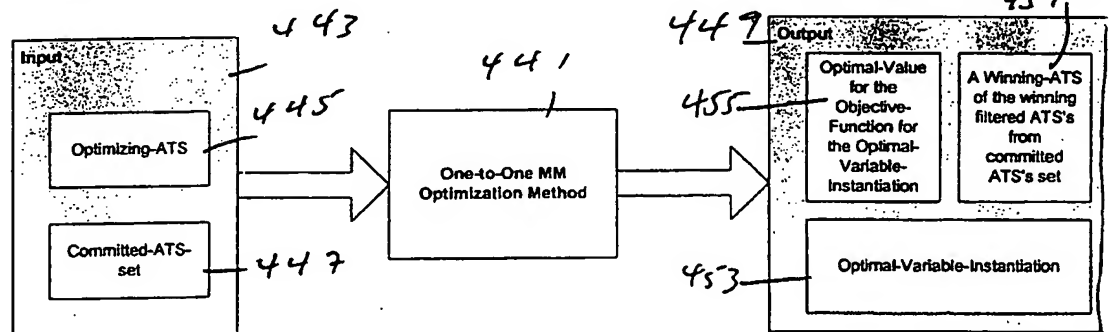 443
Input
445
Optimizing-ATS
Committed-ATS-
set
447
441
One-to-One MM
Optimization Method
449
Output
455
Optimal-Value
for the
Objective-
Function for
the Optimal-
Variable-
Instantiation
A Winning-ATS
of the winning
filtered ATS's
from
committed
ATS's set
453
Optimal-Variable-Instantiation